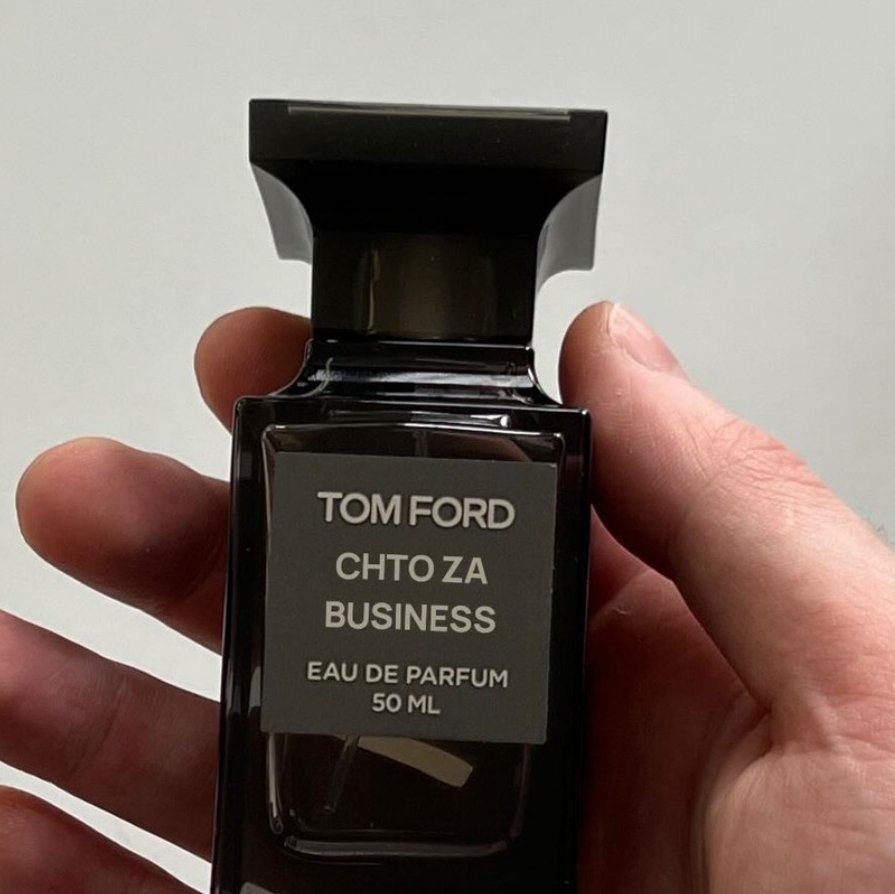 TOM FORD
CHTO ZA
BUSINESS
EAU DE PARFUM
50 ML